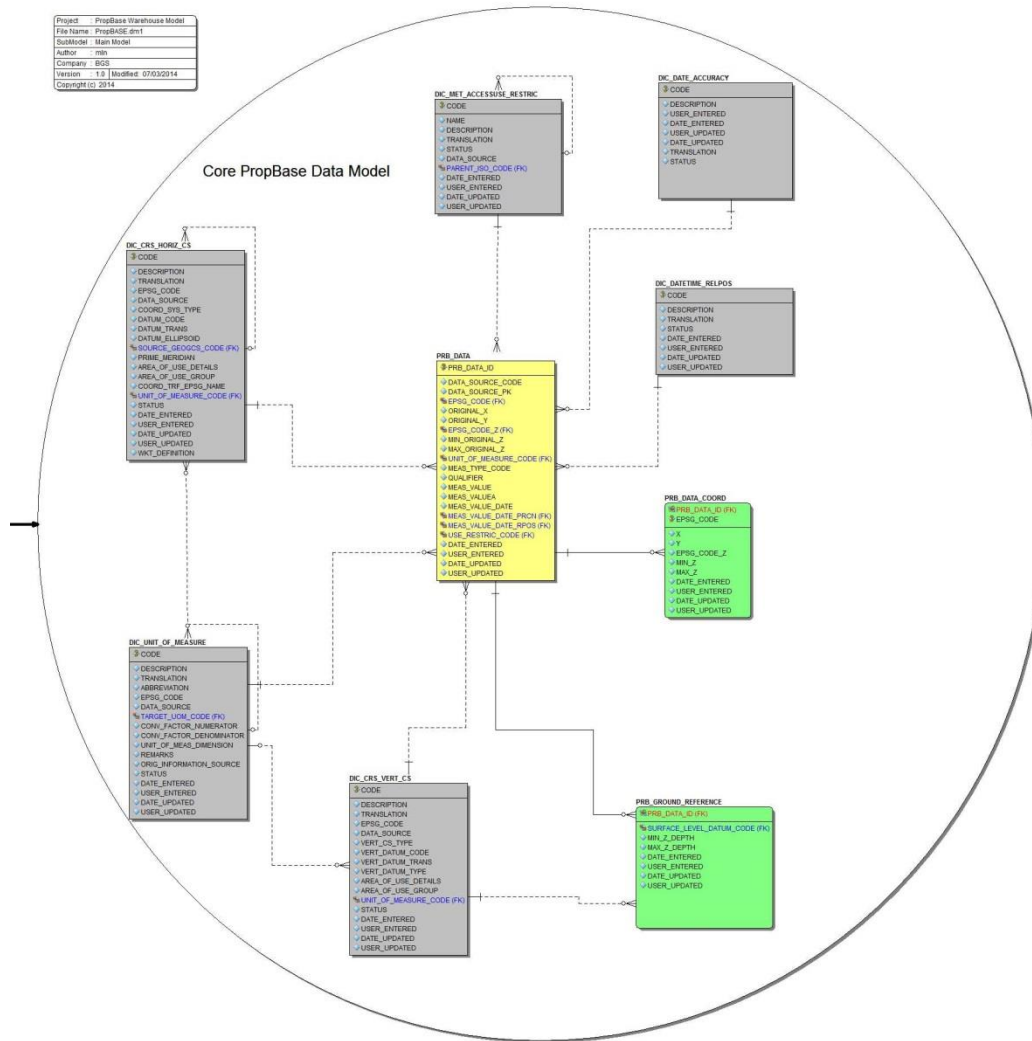 Project : PropBase Warehouse Model
File Name : PropBASE.dm1
SubModel : Main Model
Author : mln
Company : BGS
Version : 1.0 Modified: 07/03/2014
Copyright (c) 2014
Core PropBase Data Model
DIC_MET_ACCESSUSE_RESTRIC
CODE
NAME
DESCRIPTION
TRANSLATION
STATUS
DATA_SOURCE
PARENT_ISO_CODE (FK)
DATE_ENTERED
USER_ENTERED
DATE_UPDATED
USER_UPDATED
DIC_DATE_ACCURACY
CODE
DESCRIPTION
USER_ENTERED
DATE_ENTERED
USER_UPDATED
DATE_UPDATED
TRANSLATION
STATUS
DIC_CRS_HORIZ_CS
CODE
DESCRIPTION
TRANSLATION
EPSG_CODE
DATA_SOURCE
COORD_SYS_TYPE
DATUM_CODE
DATUM_TRANS
DATUM_ELLIPSOID
SOURCE_GEOGCS_CODE (FK)
PRIME_MERIDIAN
AREA_OF_USE_DETAILS
AREA_OF_USE_GROUP
COORD_TRF_EPSG_NAME
UNIT_OF_MEASURE_CODE (FK)
STATUS
DATE_ENTERED
USER_ENTERED
DATE_UPDATED
USER_UPDATED
WKT_DEFINITION
DIC_DATETIME_RELPOS
CODE
DESCRIPTION
TRANSLATION
STATUS
DATE_ENTERED
USER_ENTERED
DATE_UPDATED
USER_UPDATED
PRB_DATA
PRB_DATA_ID
DATA_SOURCE_CODE
DATA_SOURCE_PK
EPSG_CODE (FK)
ORIGINAL_X
ORIGINAL_Y
EPSG_CODE_Z (FK)
MIN_ORIGINAL_Z
MAX_ORIGINAL_Z
UNIT_OF_MEASURE_CODE (FK)
MEAS_TYPE_CODE
QUALIFIER
MEAS_VALUE
MEAS_VALUEA
MEAS_VALUE_DATE
MEAS_VALUE_DATE_PRCN (FK)
MEAS_VALUE_DATE_RPOS (FK)
USE_RESTRIC_CODE (FK)
DATE_ENTERED
USER_ENTERED
DATE_UPDATED
USER_UPDATED
PRB_DATA_COORD
PRB_DATA_ID (FK)
EPSG_CODE
X
Y
EPSG_CODE_Z
MIN_Z
MAX_Z
DATE_ENTERED
USER_ENTERED
DATE_UPDATED
USER_UPDATED
DIC_UNIT_OF_MEASURE
CODE
DESCRIPTION
TRANSLATION
ABBREVIATION
EPSG_CODE
DATA_SOURCE
TARGET_UOM_CODE (FK)
CONV_FACTOR_NUMERATOR
CONV_FACTOR_DENOMINATOR
UNIT_OF_MEAS_DIMENSION
REMARKS
ORIG_INFORMATION_SOURCE
STATUS
DATE_ENTERED
USER_ENTERED
DATE_UPDATED
USER_UPDATED
DIC_CRS_VERT_CS
CODE
DESCRIPTION
TRANSLATION
EPSG_CODE
DATA_SOURCE
VERT_CS_TYPE
VERT_DATUM_CODE
VERT_DATUM_TRANS
VERT_DATUM_TYPE
AREA_OF_USE_DETAILS
AREA_OF_USE_GROUP
UNIT_OF_MEASURE_CODE (FK)
STATUS
DATE_ENTERED
USER_ENTERED
DATE_UPDATED
USER_UPDATED
PRB_GROUND_REFERENCE
PRB_DATA_ID (FK)
SURFACE_LEVEL_DATUM_CODE (FK)
MIN_Z_DEPTH
MAX_Z_DEPTH
DATE_ENTERED
USER_ENTERED
DATE_UPDATED
USER_UPDATED